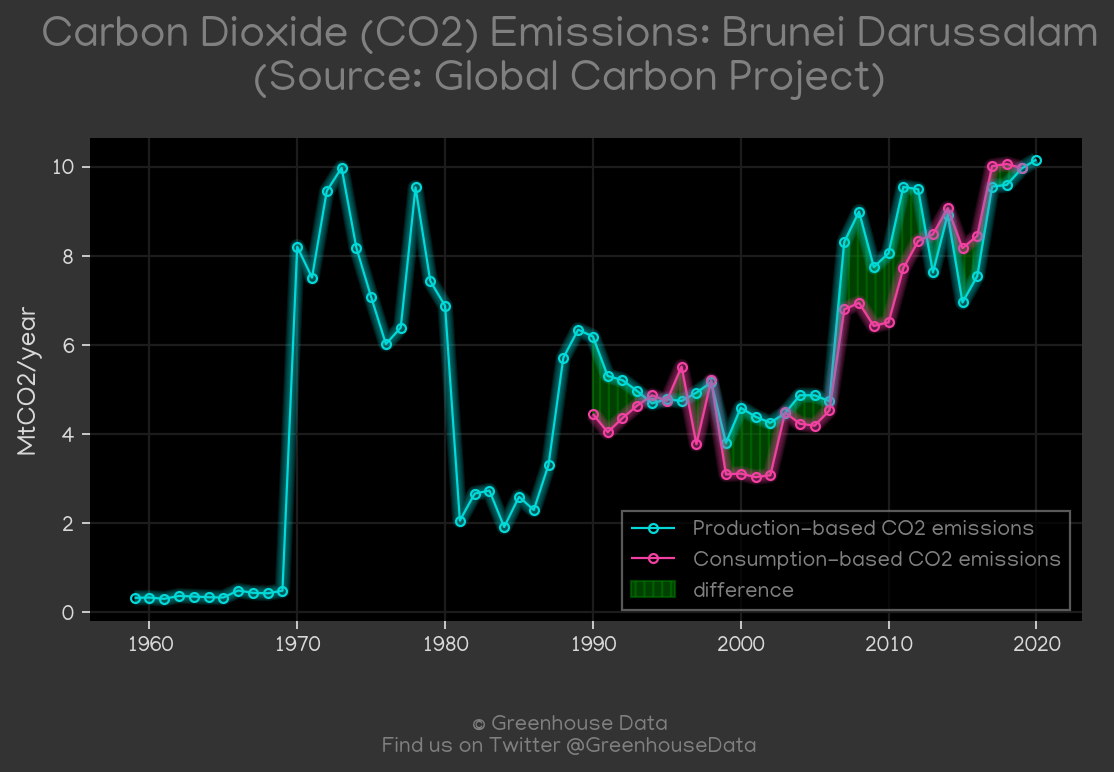 Carbon Dioxide (CO2) Emissions: Brunei Darussalam
(Source: Global Carbon Project)
MtCO2/year
10
8
6
4
2
0
1960 1970 1980 1990 2000 2010 2020
Production-based CO2 emissions
Consumption-based CO2 emissions
difference
© Greenhouse Data
Find us on Twitter @GreenhouseData